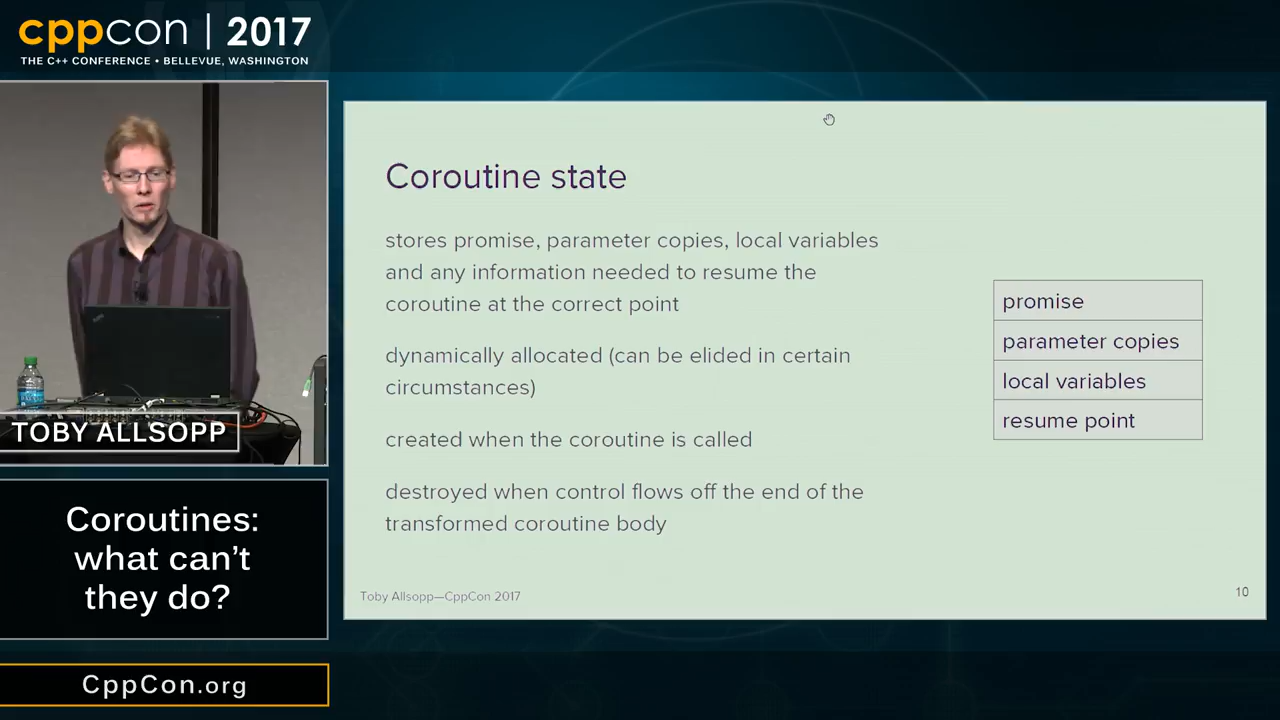 cppcon | 2017
THE C++ CONFERENCE • BELLEVUE, WASHINGTON
TOBY ALLSOPP
Coroutines:
what can't
they do?
CppCon.org
Coroutine state
stores promise, parameter copies, local variables
and any information needed to resume the
coroutine at the correct point
dynamically allocated (can be elided in certain
circumstances)
created when the coroutine is called
destroyed when control flows off the end of the
transformed coroutine body
promise
parameter copies
local variables
resume point
Toby Allsopp—CppCon 2017
10